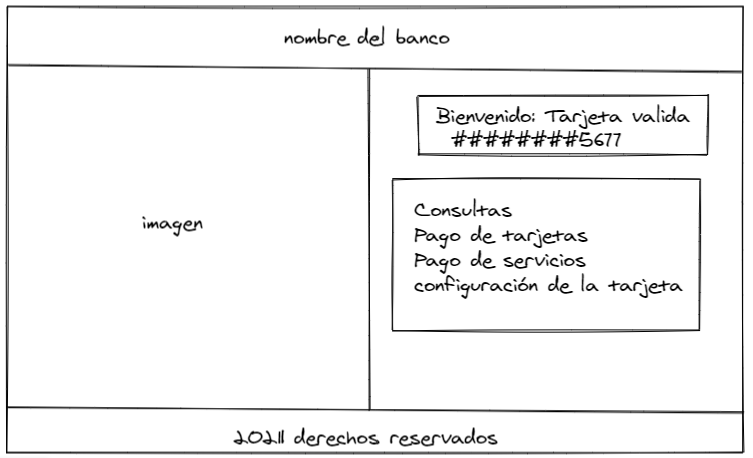 nombre del banco
Bienvenido: Tarjeta valida
########5677
imagen
Consultas
Pago de tarjetas
Pago de servicios
configuración de la tarjeta
20211 derechos reservados